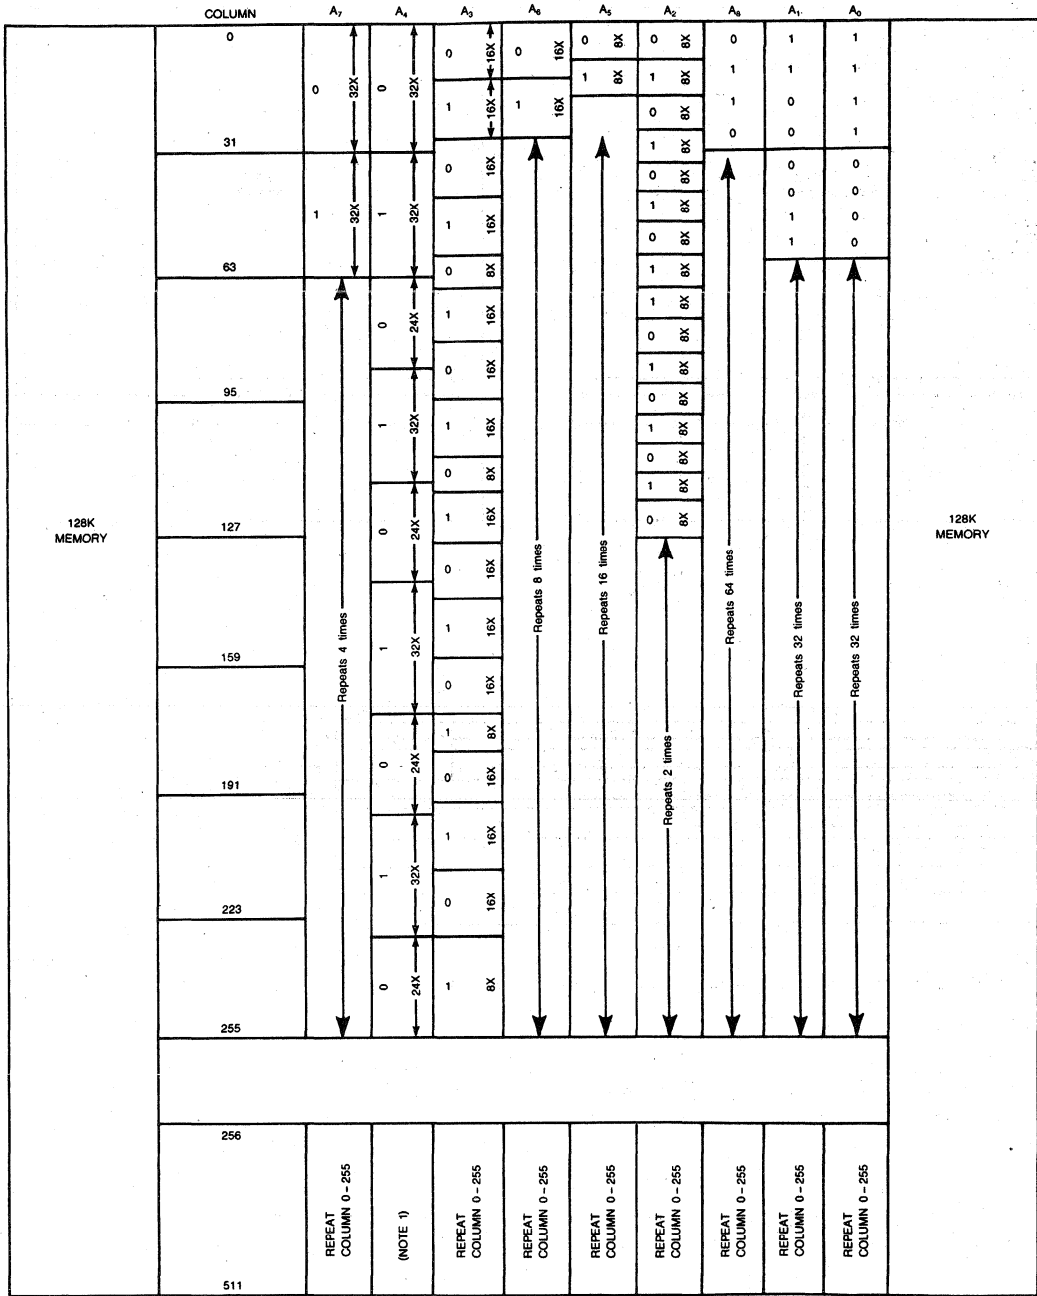 COLUMN A7 A4 A3 A6 A5 A2 A8 A1 A0
0
31
63
95
127
159
191
223
255
256
511
128K
MEMORY
0 32X
1 32X
Repeats 4 times
REPEAT
COLUMN 0 - 255
0 32X
1 32X
0 24X
1 32X
0 24X
1 32X
0 24X
1 32X
0 24X
(NOTE 1)
0 16X
1 16X
0 16X
1 16X
0 8X
1 16X
0 16X
1 16X
0 8X
1 16X
0 16X
1 16X
0 16X
1 8X
0 16X
1 16X
0 16X
1 8X
REPEAT
COLUMN 0 - 255
0 16X
1 16X
Repeats 8 times
REPEAT
COLUMN 0 - 255
0 8X
1 8X
Repeats 16 times
REPEAT
COLUMN 0 - 255
0 8X
1 8X
0 8X
1 8X
0 8X
1 8X
0 8X
1 8X
1 8X
0 8X
1 8X
0 8X
1 8X
0 8X
1 8X
0 8X
Repeats 2 times
REPEAT
COLUMN 0 - 255
0
1
1
0
Repeats 64 times
REPEAT
COLUMN 0 - 255
1
1
0
0
0
0
1
1
Repeats 32 times
REPEAT
COLUMN 0 - 255
1
1
1
1
0
0
0
0
Repeats 32 times
REPEAT
COLUMN 0 - 255
128K
MEMORY